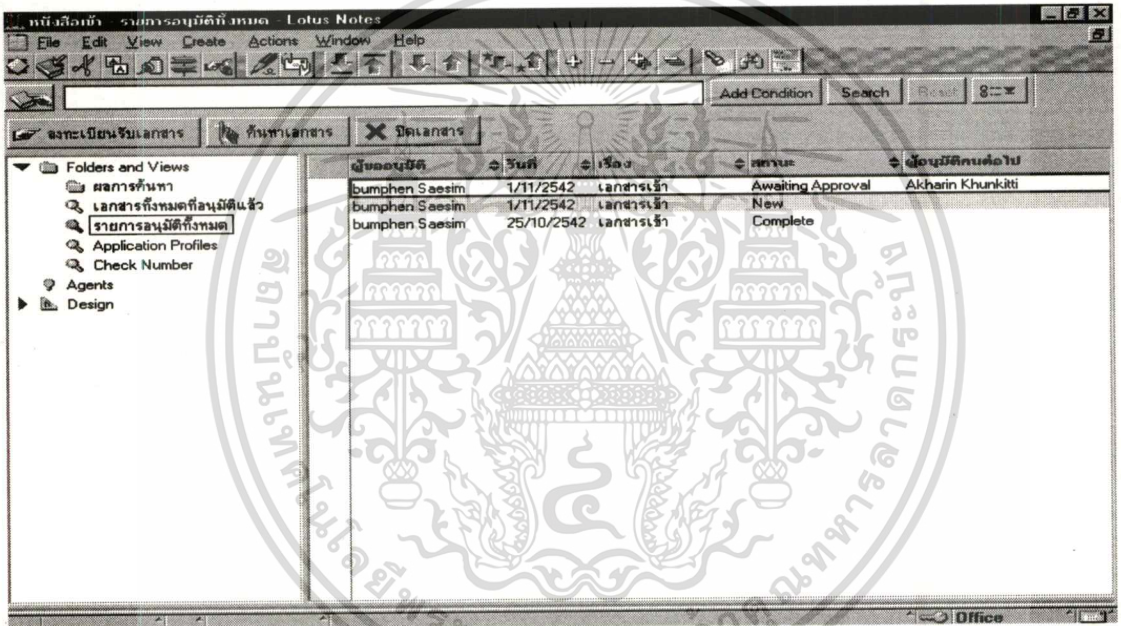 หนังสือเข้า - รายการอนุมัติทั้งหมด - Lotus Notes
File Edit View Create Actions Window Help
Add Condition Search Reset
ลงทะเบียนรับเอกสาร ค้นหาเอกสาร ปิดเอกสาร
Folders and Views
ผลการค้นหา
เอกสารทั้งหมดที่อนุมัติแล้ว
รายการอนุมัติทั้งหมด
Application Profiles
Check Number
Agents
Design
ผู้ขออนุมัติ วันที่ เรื่อง สถานะ ผู้อนุมัติคนต่อไป
bumphen Saesim 1/11/2542 เอกสารเข้า Awaiting Approval Akharin Khunkitti
bumphen Saesim 1/11/2542 เอกสารเข้า New
bumphen Saesim 25/10/2542 เอกสารเข้า Complete
Office